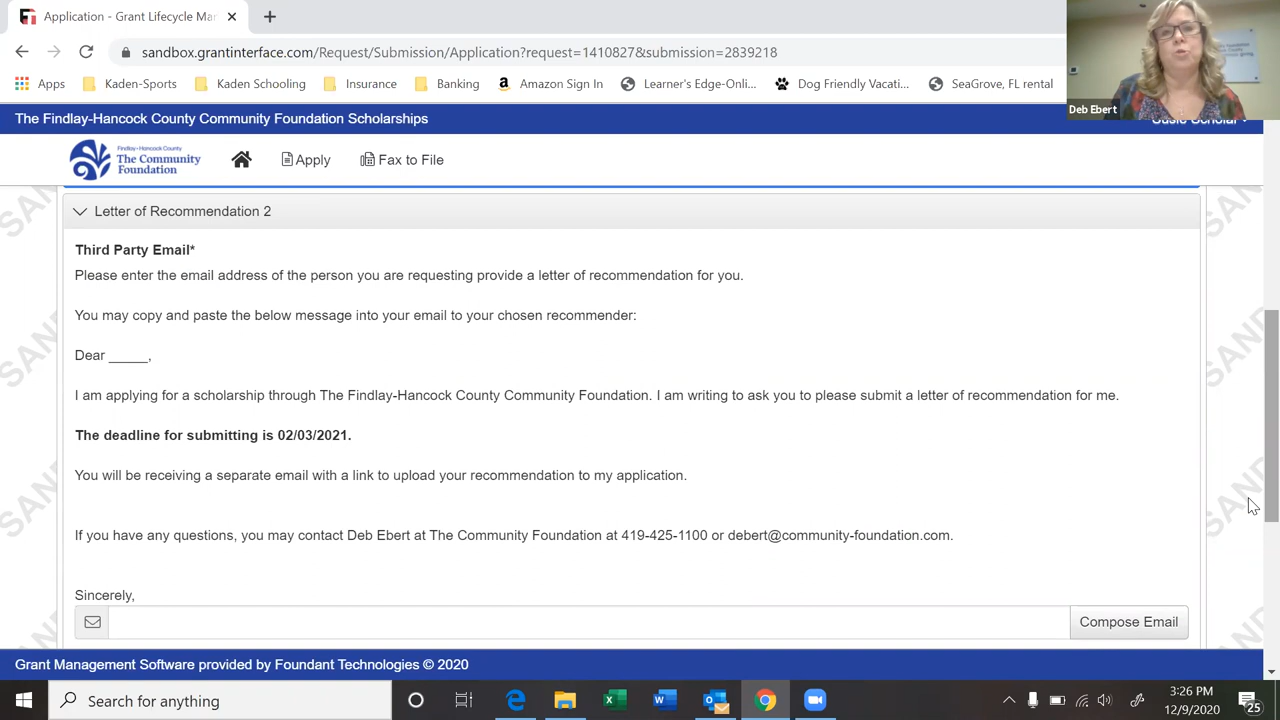 Application - Grant Lifecycle Mar
sandbox.grantinterface.com/Request/Submission/Application?request=1410827&submission=2839218
Apps Kaden-Sports Kaden Schooling Insurance Banking Amazon Sign In Learner's Edge-Onli... Dog Friendly Vacati... SeaGrove, FL rental
Deb Ebert
The Findlay-Hancock County Community Foundation Scholarships
Susie Scholar
Findlay-Hancock County
The Community
Foundation
Apply Fax to File
Letter of Recommendation 2
Third Party Email*
Please enter the email address of the person you are requesting provide a letter of recommendation for you.
You may copy and paste the below message into your email to your chosen recommender:
Dear _____,
I am applying for a scholarship through The Findlay-Hancock County Community Foundation. I am writing to ask you to please submit a letter of recommendation for me.
The deadline for submitting is 02/03/2021.
You will be receiving a separate email with a link to upload your recommendation to my application.
If you have any questions, you may contact Deb Ebert at The Community Foundation at 419-425-1100 or debert@community-foundation.com.
Sincerely,
Compose Email
Grant Management Software provided by Foundant Technologies © 2020
Search for anything
3:26 PM
12/9/2020
25